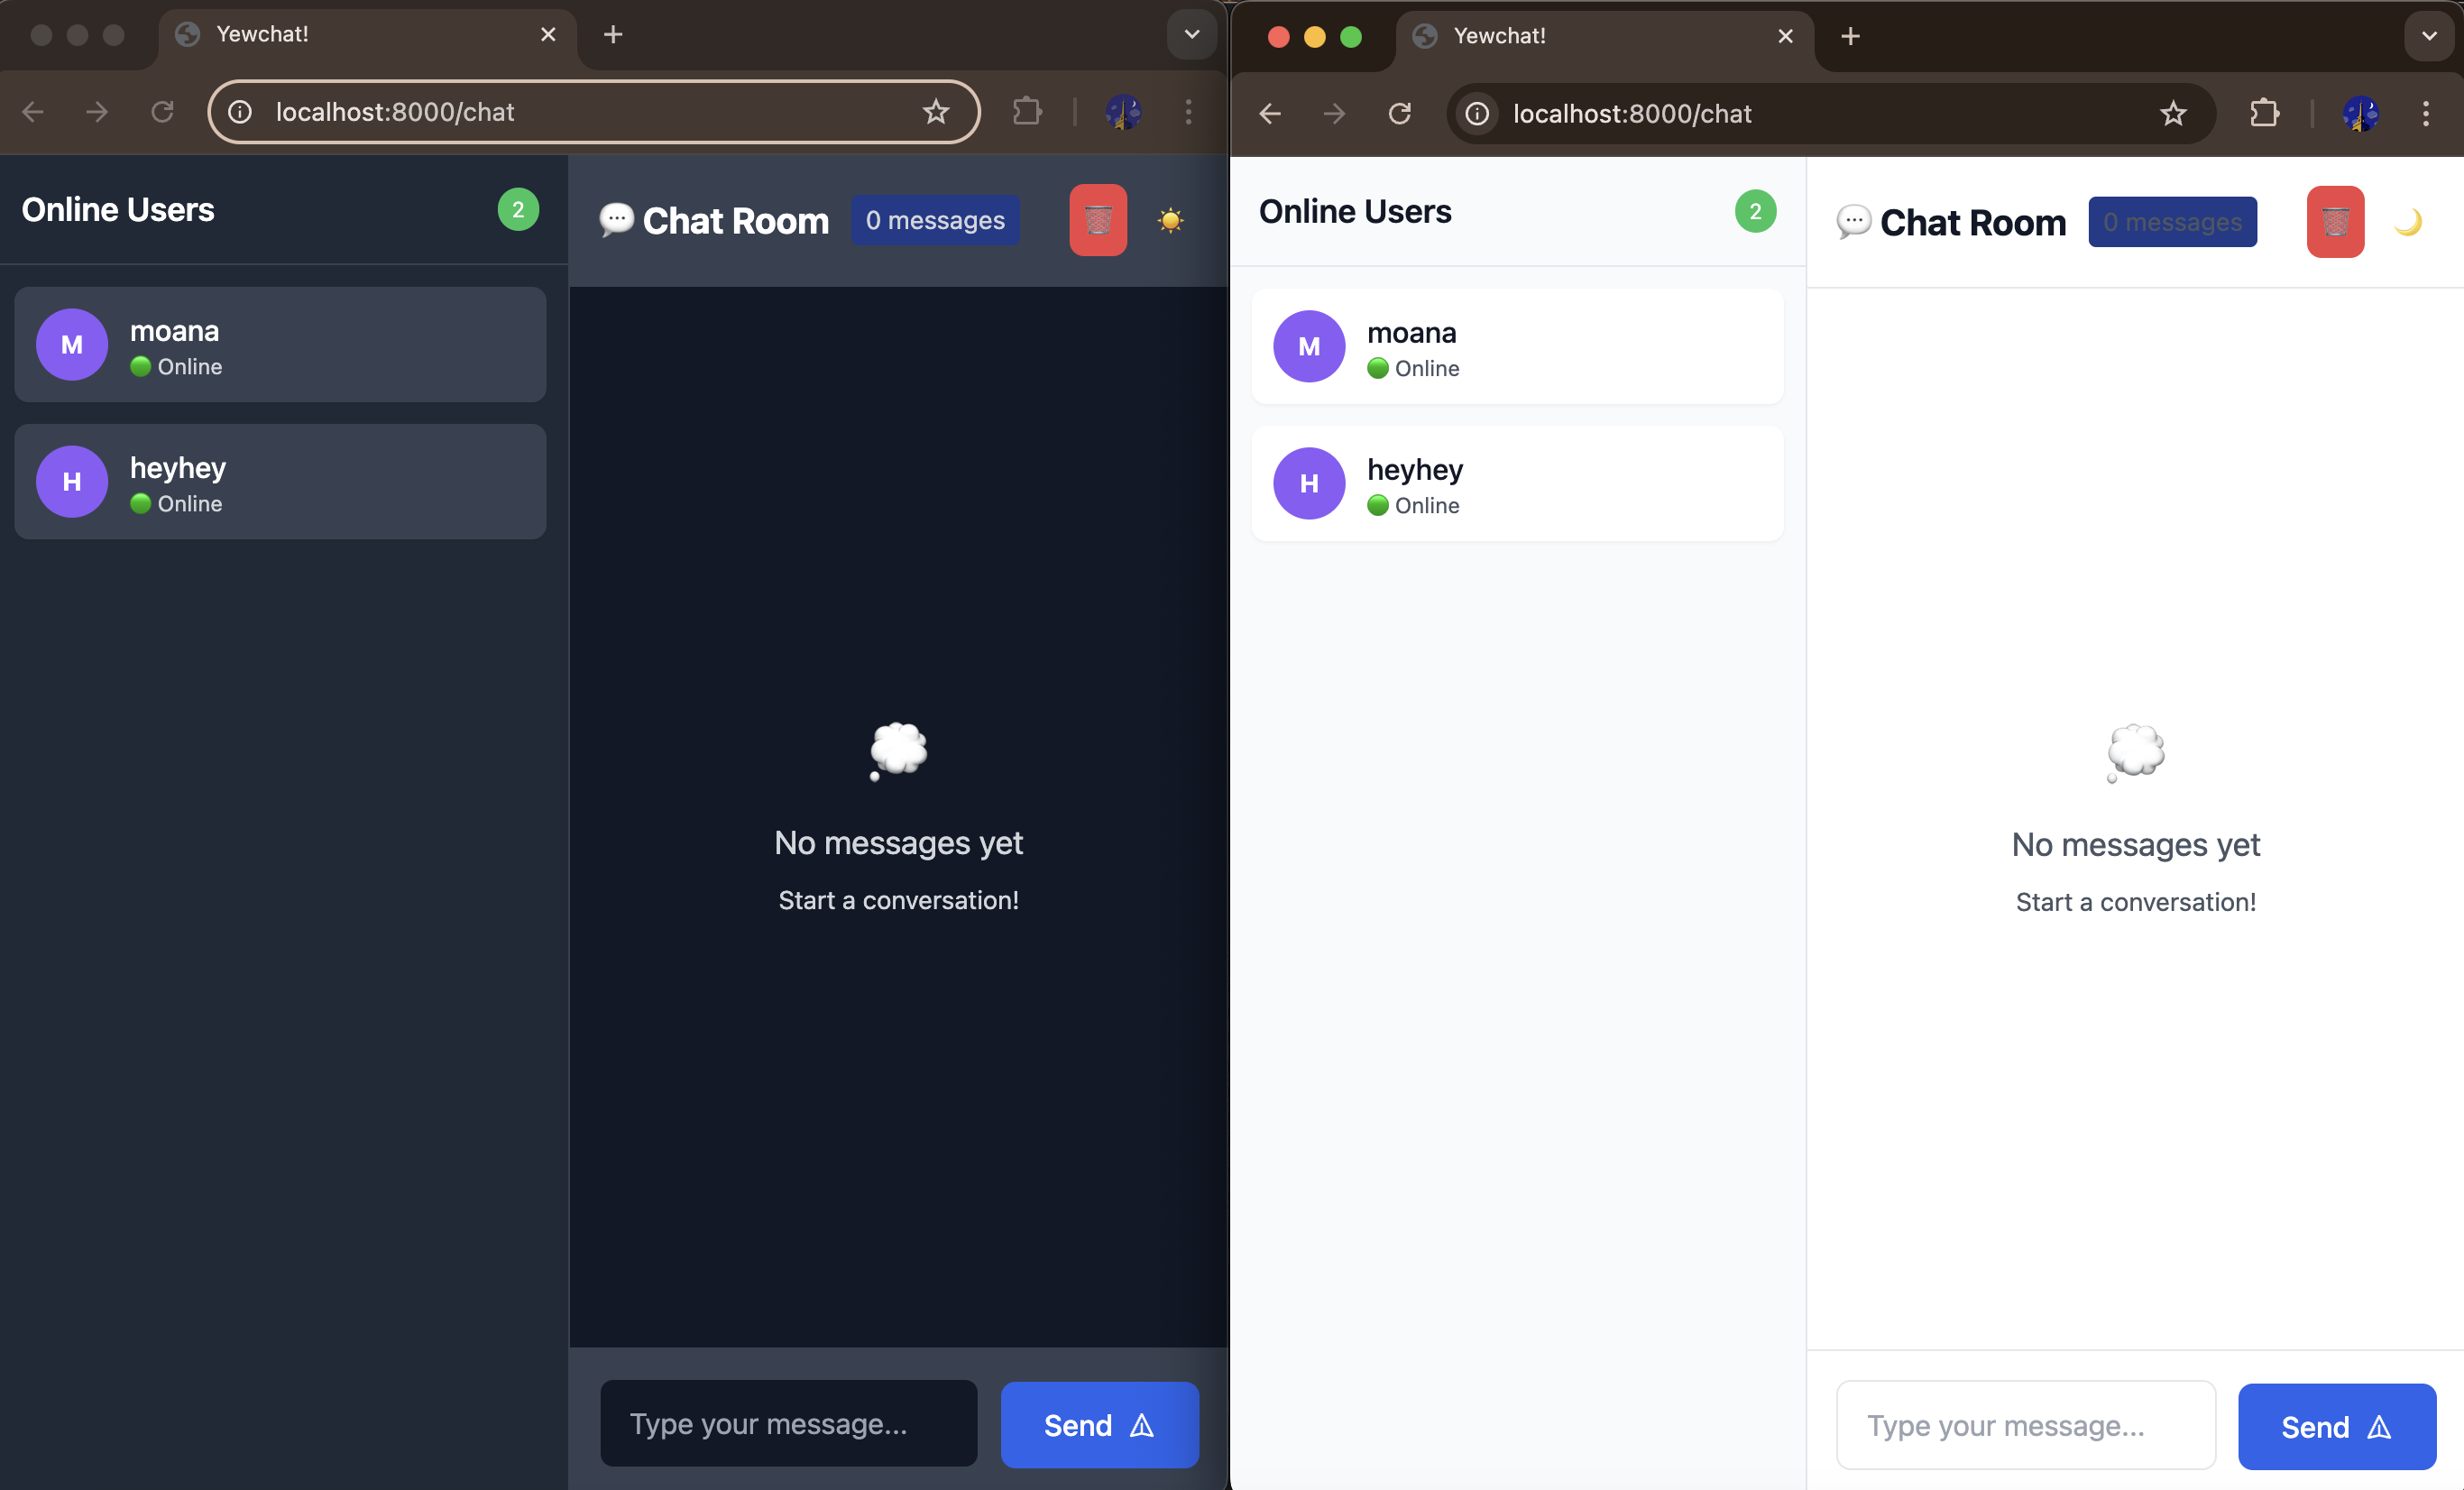 Yewchat!
localhost:8000/chat
Online Users
2
💬 Chat Room
0 messages
M
moana
Online
H
heyhey
Online
No messages yet
Start a conversation!
Type your message...
Send
Yewchat!
localhost:8000/chat
Online Users
2
💬 Chat Room
0 messages
M
moana
Online
H
heyhey
Online
No messages yet
Start a conversation!
Type your message...
Send